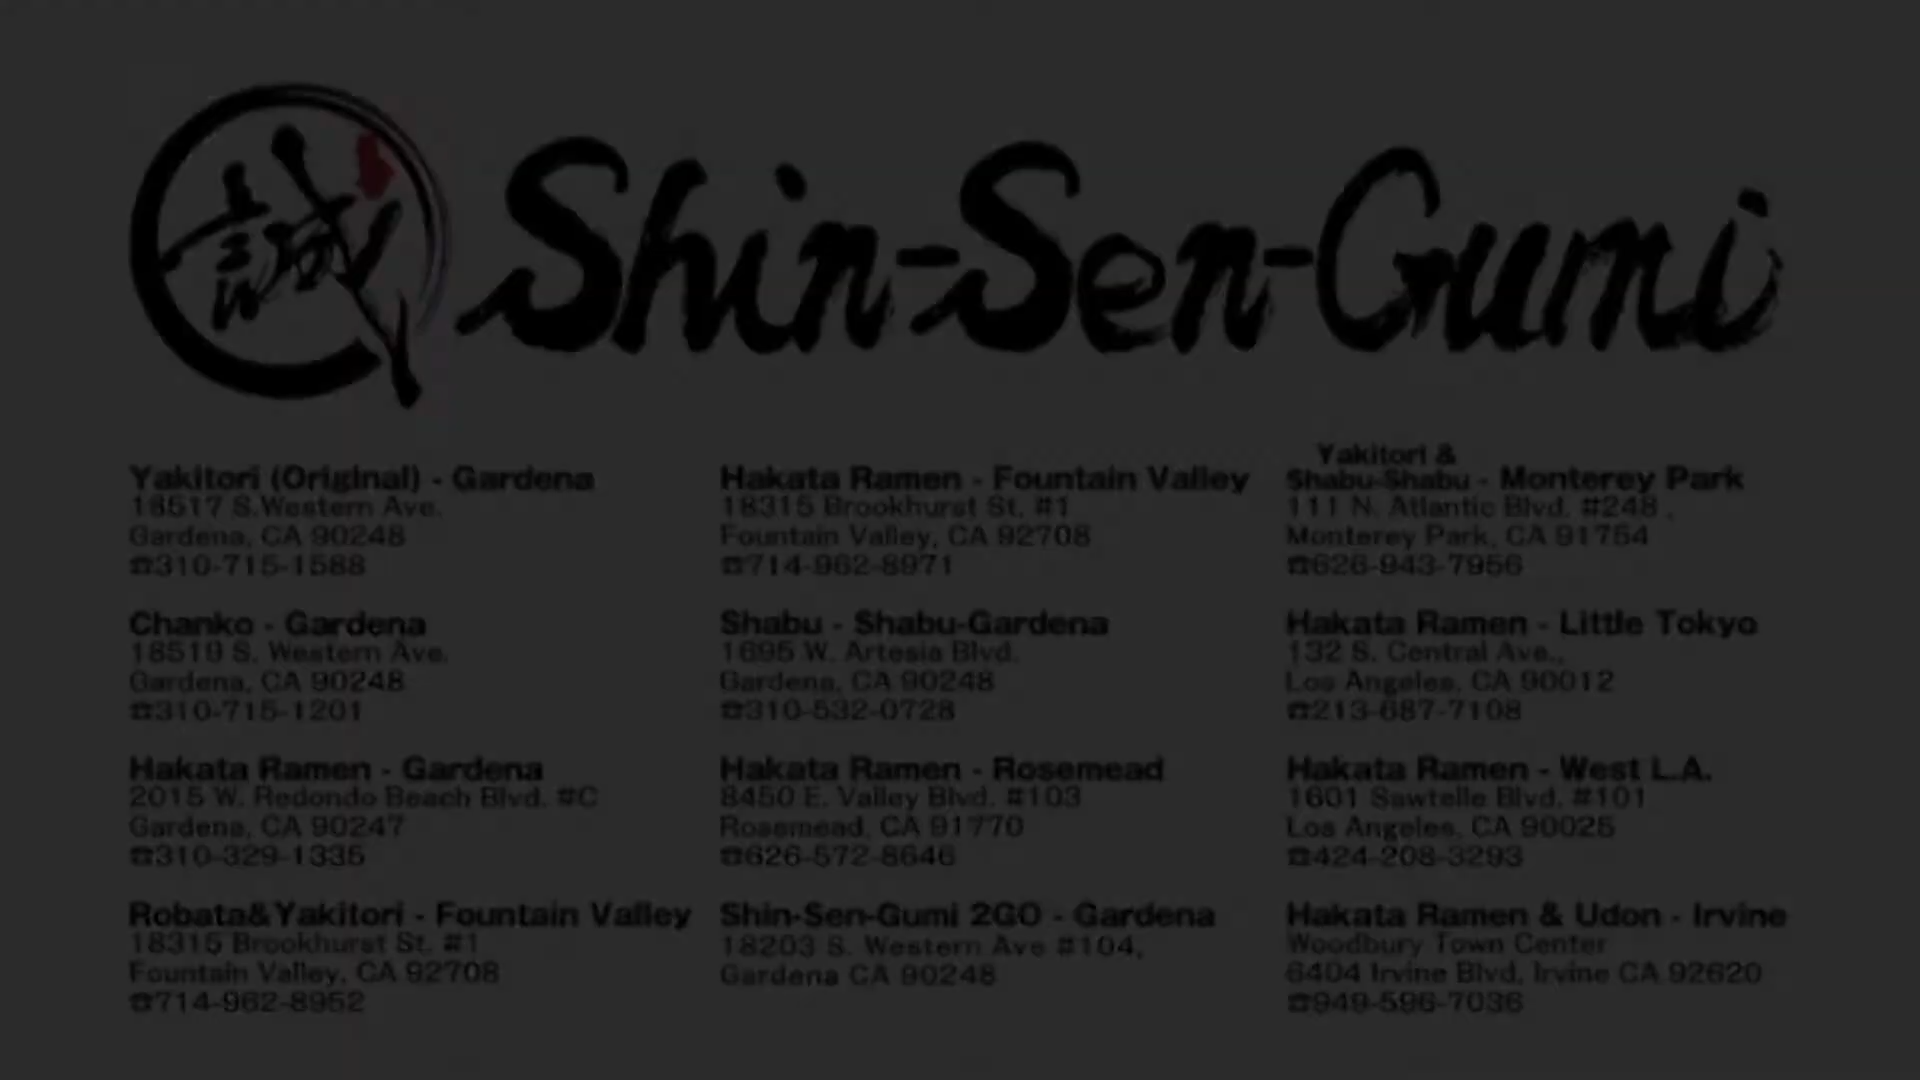 誠
Shin-Sen-Gumi
Yakitori (Original) - Gardena
18517 S.Western Ave.
Gardena, CA 90248
☎310-715-1588
Chanko - Gardena
18519 S. Western Ave.
Gardena, CA 90248
☎310-715-1201
Hakata Ramen - Gardena
2015 W. Redondo Beach Blvd. #C
Gardena, CA 90247
☎310-329-1335
Robata&Yakitori - Fountain Valley
18315 Brookhurst St. #1
Fountain Valley, CA 92708
☎714-962-8952
Hakata Ramen - Fountain Valley
18315 Brookhurst St. #1
Fountain Valley, CA 92708
☎714-962-8971
Shabu - Shabu-Gardena
1695 W. Artesia Blvd.
Gardena, CA 90248
☎310-532-0728
Hakata Ramen - Rosemead
8450 E. Valley Blvd. #103
Rosemead, CA 91770
☎626-572-8646
Shin-Sen-Gumi 2GO - Gardena
18203 S. Western Ave #104,
Gardena CA 90248
Yakitori &
Shabu-Shabu - Monterey Park
111 N. Atlantic Blvd. #248 .
Monterey Park, CA 91754
☎626-943-7956
Hakata Ramen - Little Tokyo
132 S. Central Ave.,
Los Angeles, CA 90012
☎213-687-7108
Hakata Ramen - West L.A.
1601 Sawtelle Blvd. #101
Los Angeles, CA 90025
☎424-208-3293
Hakata Ramen & Udon - Irvine
Woodbury Town Center
6404 Irvine Blvd, Irvine CA 92620
☎949-596-7036